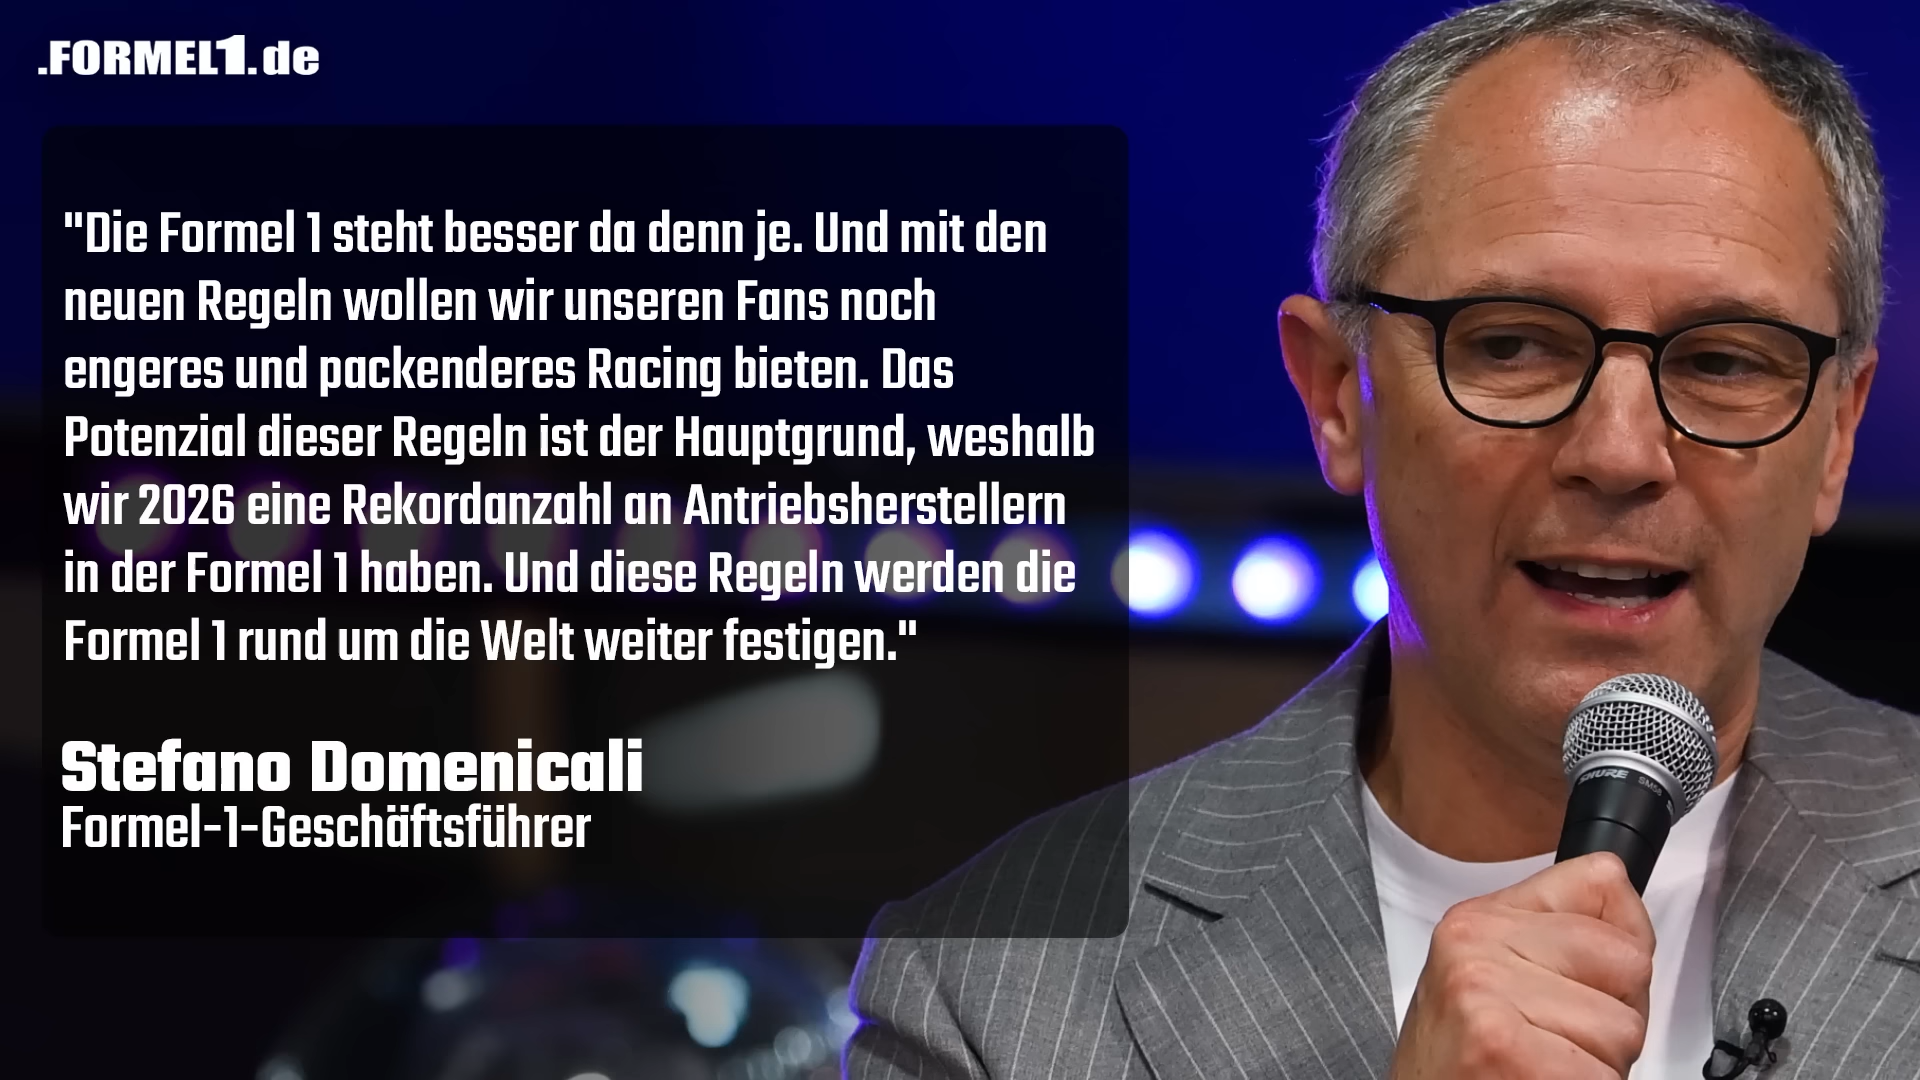 .FORMEL1.de
"Die Formel 1 steht besser da denn je. Und mit den
neuen Regeln wollen wir unseren Fans noch
engeres und packenderes Racing bieten. Das
Potenzial dieser Regeln ist der Hauptgrund, weshalb
wir 2026 eine Rekordanzahl an Antriebsherstellern
in der Formel 1 haben. Und diese Regeln werden die
Formel 1 rund um die Welt weiter festigen."
Stefano Domenicali
Formel-1-Geschäftsführer
SHURE SM58